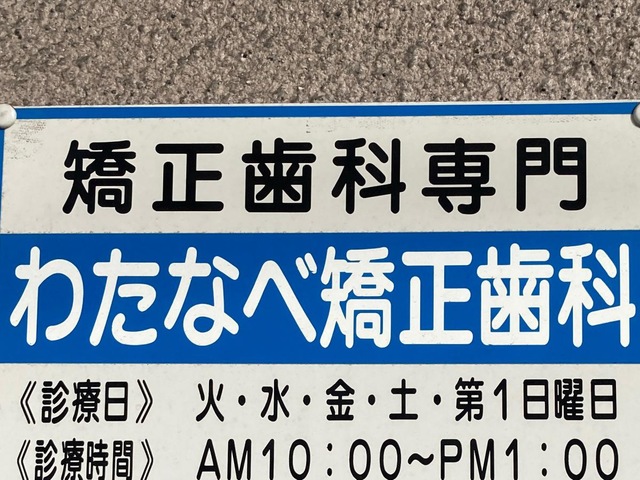 矯正歯科専門
わたなべ矯正歯科
《診療日》 火・水・金・土・第1日曜日
《診療時間》 AM10:00～PM1:00